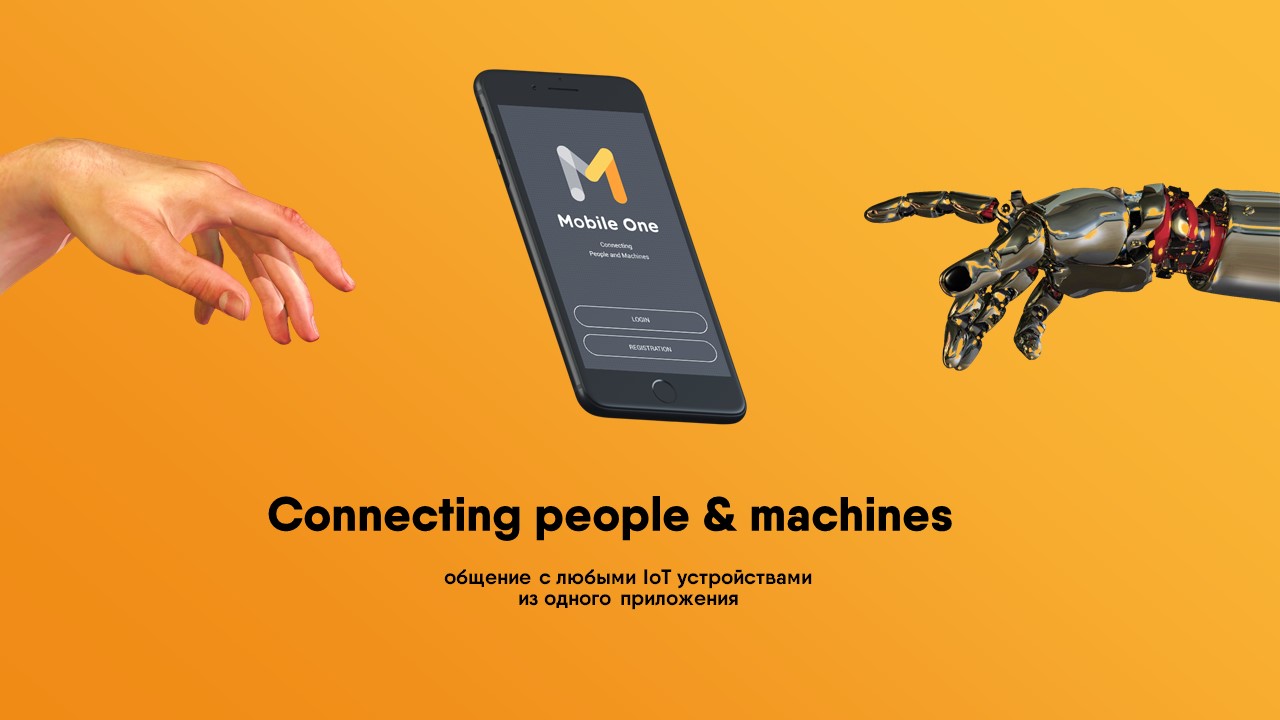 Mobile One
Connecting
People and Machines
LOGIN
REGISTRATION
Connecting people & machines
общение с любыми IoT устройствами
из одного приложения